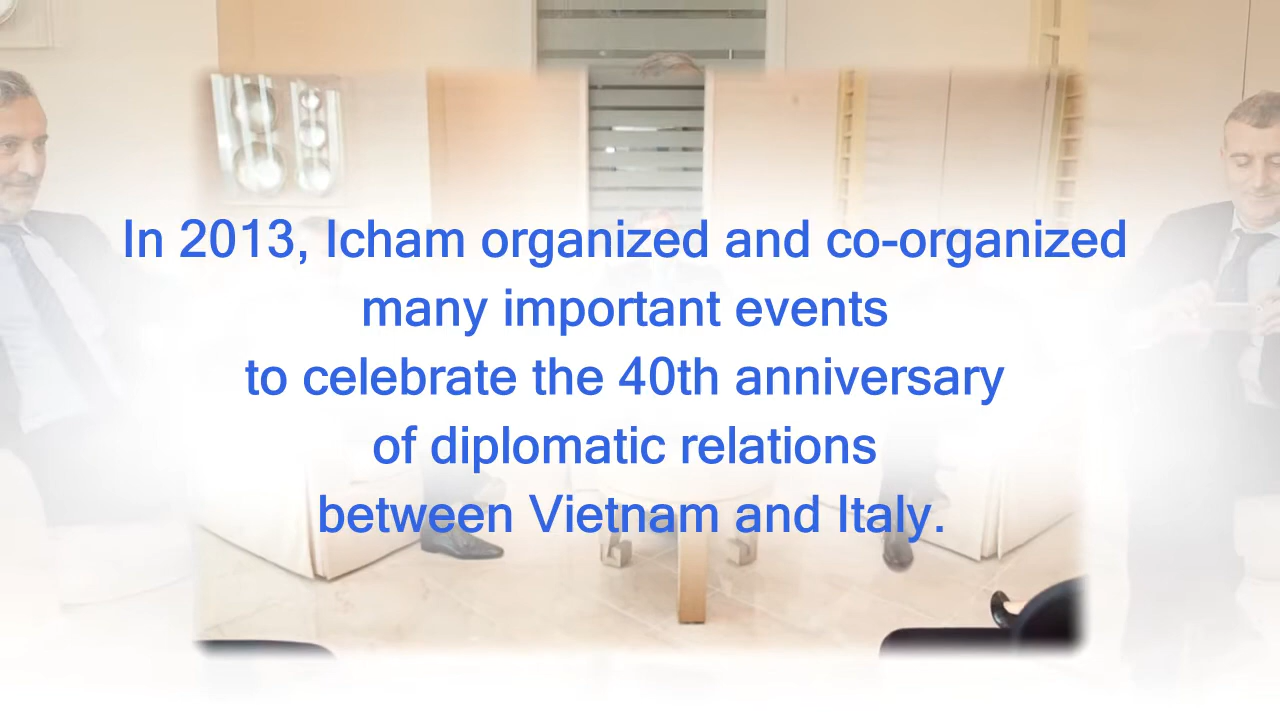 In 2013, Icham organized and co-organized
many important events
to celebrate the 40th anniversary
of diplomatic relations
between Vietnam and Italy.